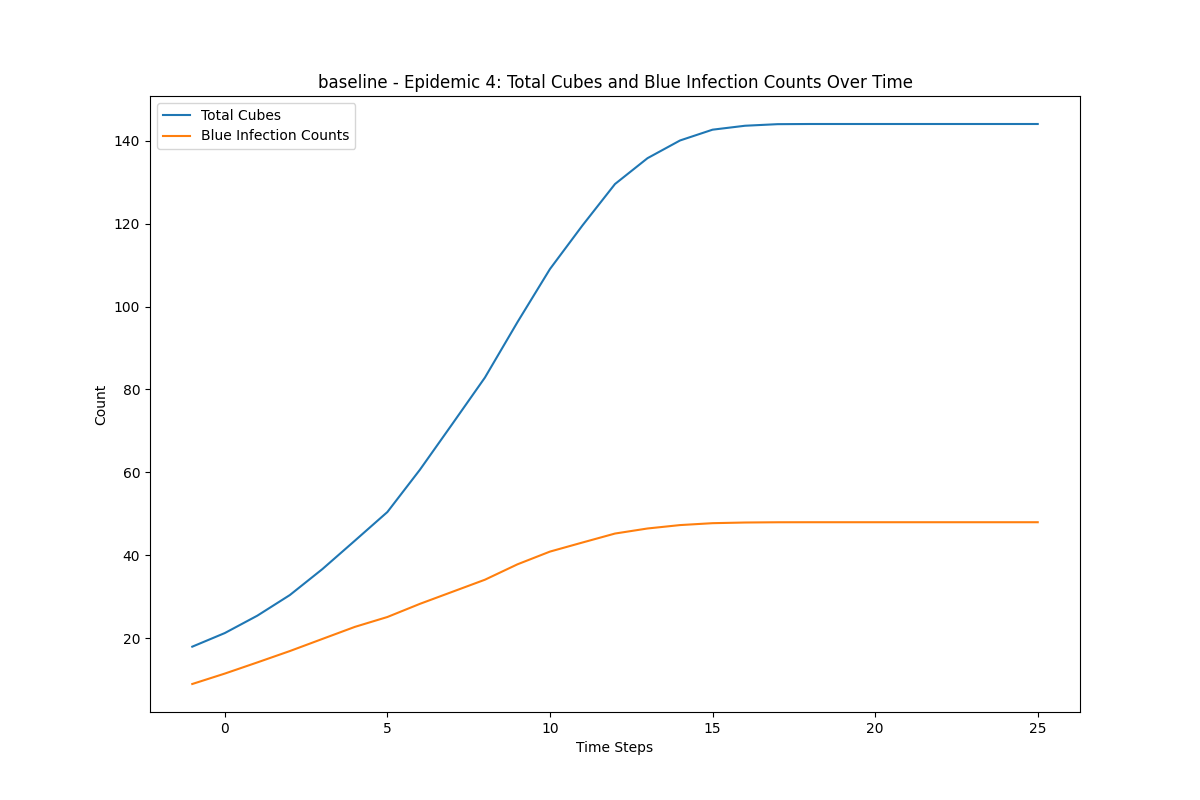 baseline - Epidemic 4: Total Cubes and Blue Infection Counts Over Time
Total Cubes
Blue Infection Counts
140
120
100
80
60
40
20
Count
0 5 10 15 20 25
Time Steps